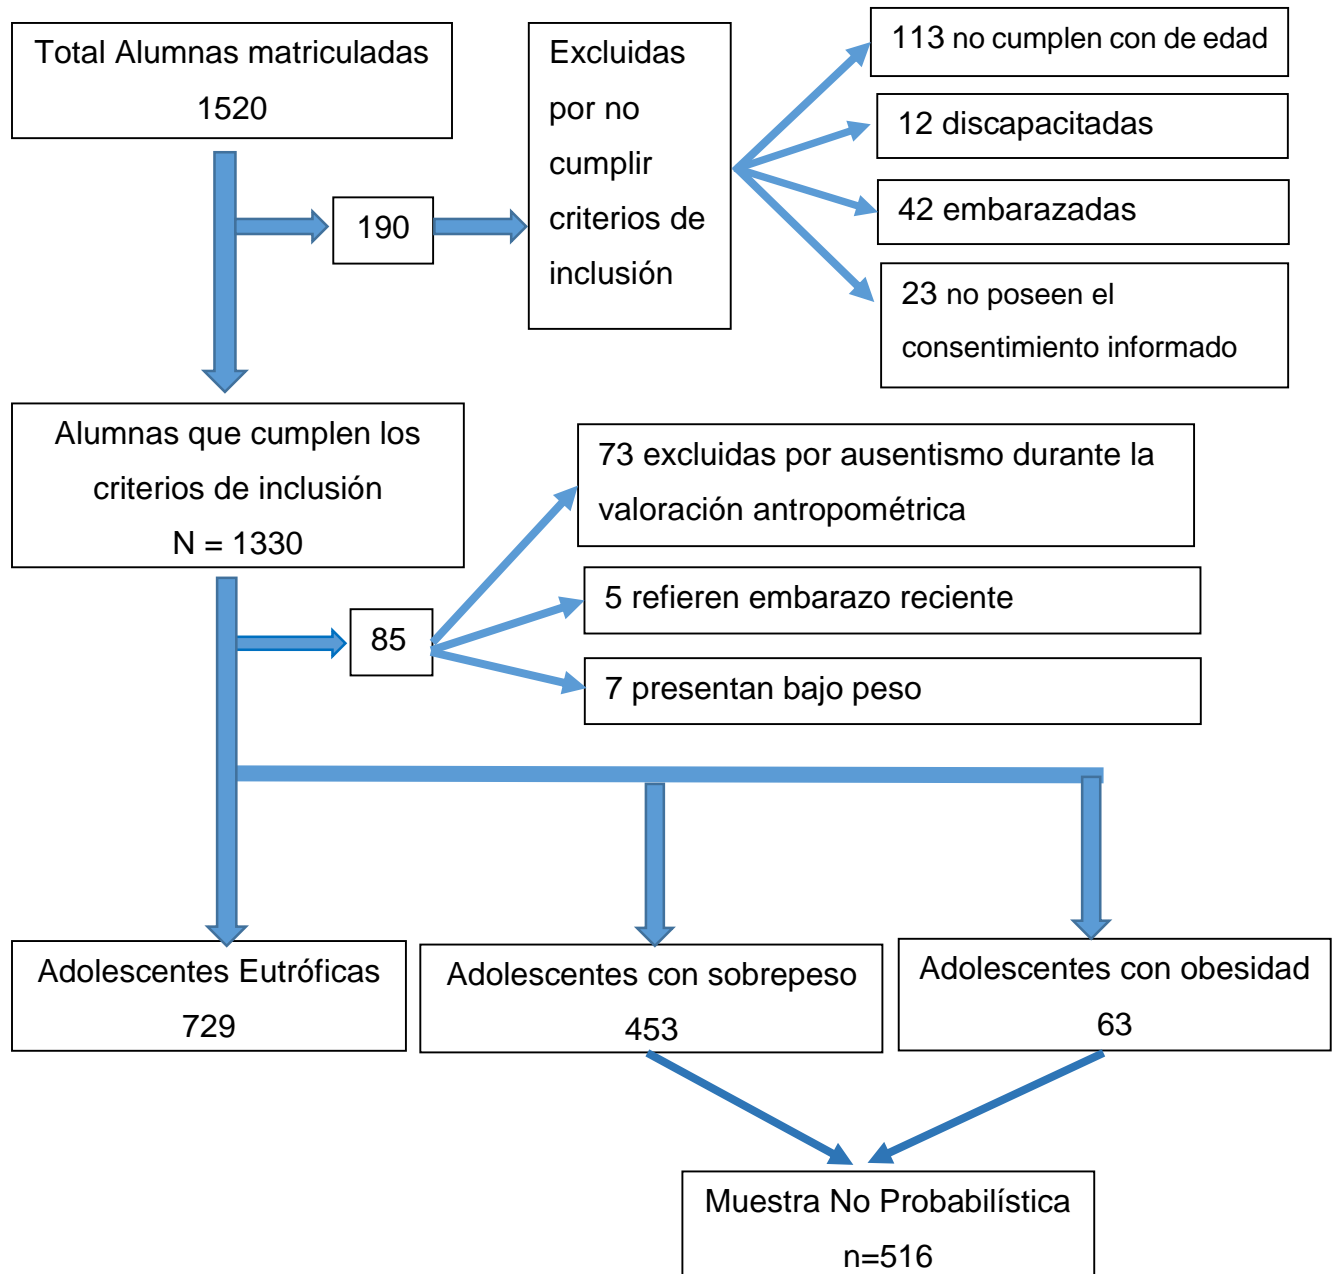 Total Alumnas matriculadas
1520
190
Excluidas
por no
cumplir
criterios de
inclusión
113 no cumplen con de edad
12 discapacitadas
42 embarazadas
23 no poseen el
consentimiento informado
Alumnas que cumplen los
criterios de inclusión
N = 1330
85
73 excluidas por ausentismo durante la
valoración antropométrica
5 refieren embarazo reciente
7 presentan bajo peso
Adolescentes Eutróficas
729
Adolescentes con sobrepeso
453
Adolescentes con obesidad
63
Muestra No Probabilística
n=516